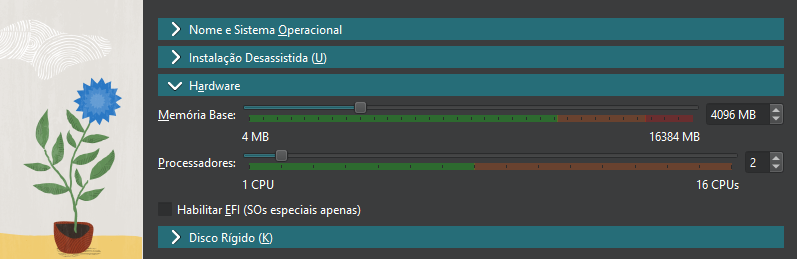 Nome e Sistema Operacional
Instalação Desassistida (U)
Hardware
Memória Base:
4096 MB
4 MB
16384 MB
Processadores:
2
1 CPU
16 CPUs
Habilitar EFI (SOs especiais apenas)
Disco Rígido (K)